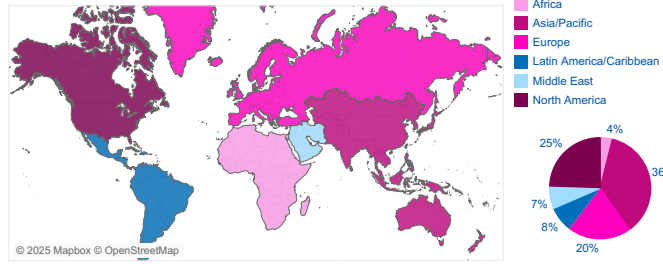 Africa
Asia/Pacific
Europe
Latin America/Caribbean
Middle East
North America
4%
25%
36
7%
8%
20%
© 2025 Mapbox © OpenStreetMap